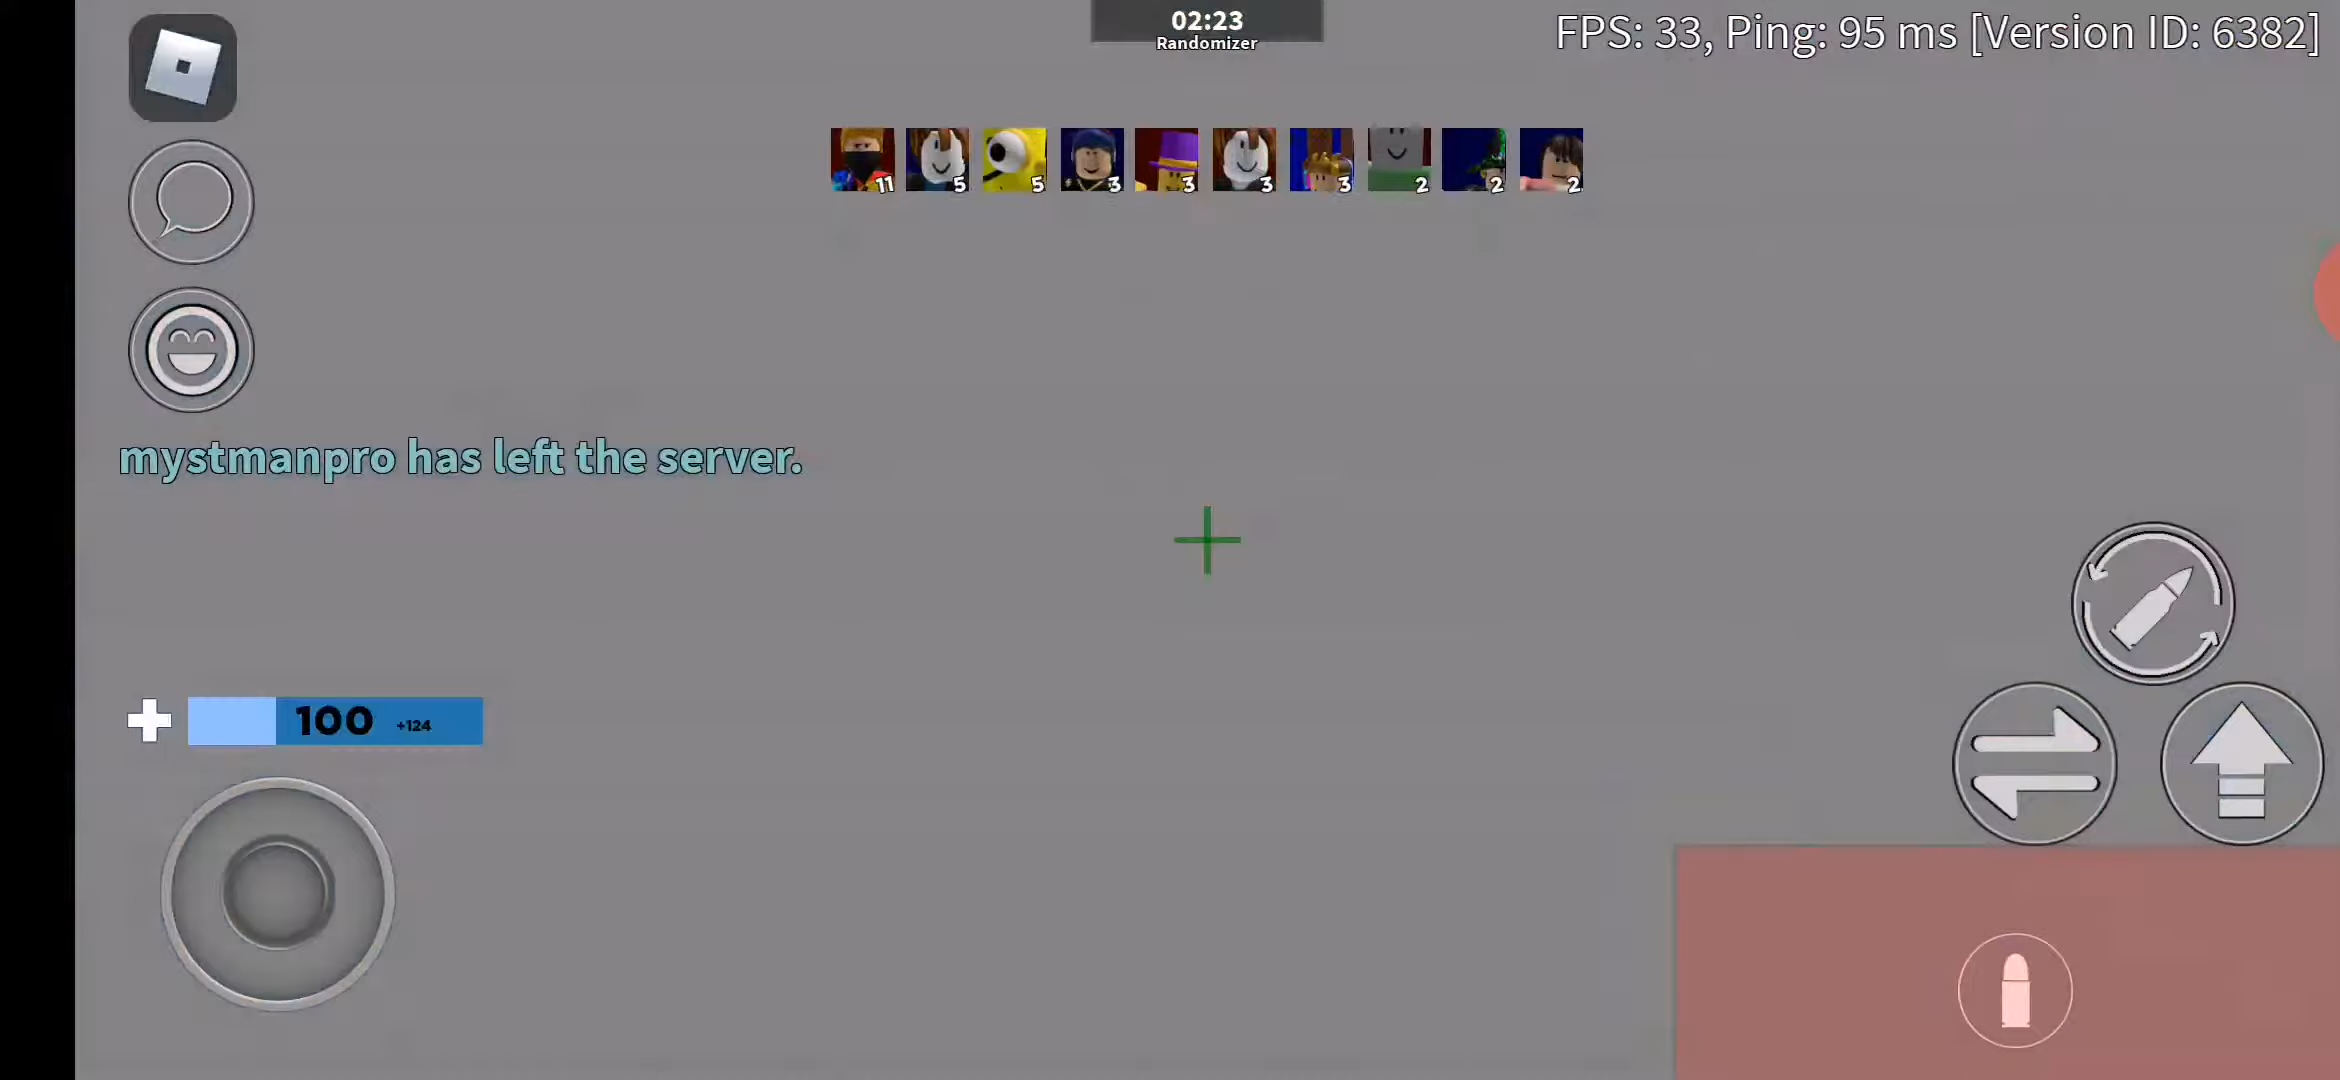 02:23
Randomizer
FPS: 33, Ping: 95 ms [Version ID: 6382]
11 5 5 3 3 3 3 2 2 2
mystmanpro has left the server.
100 +124